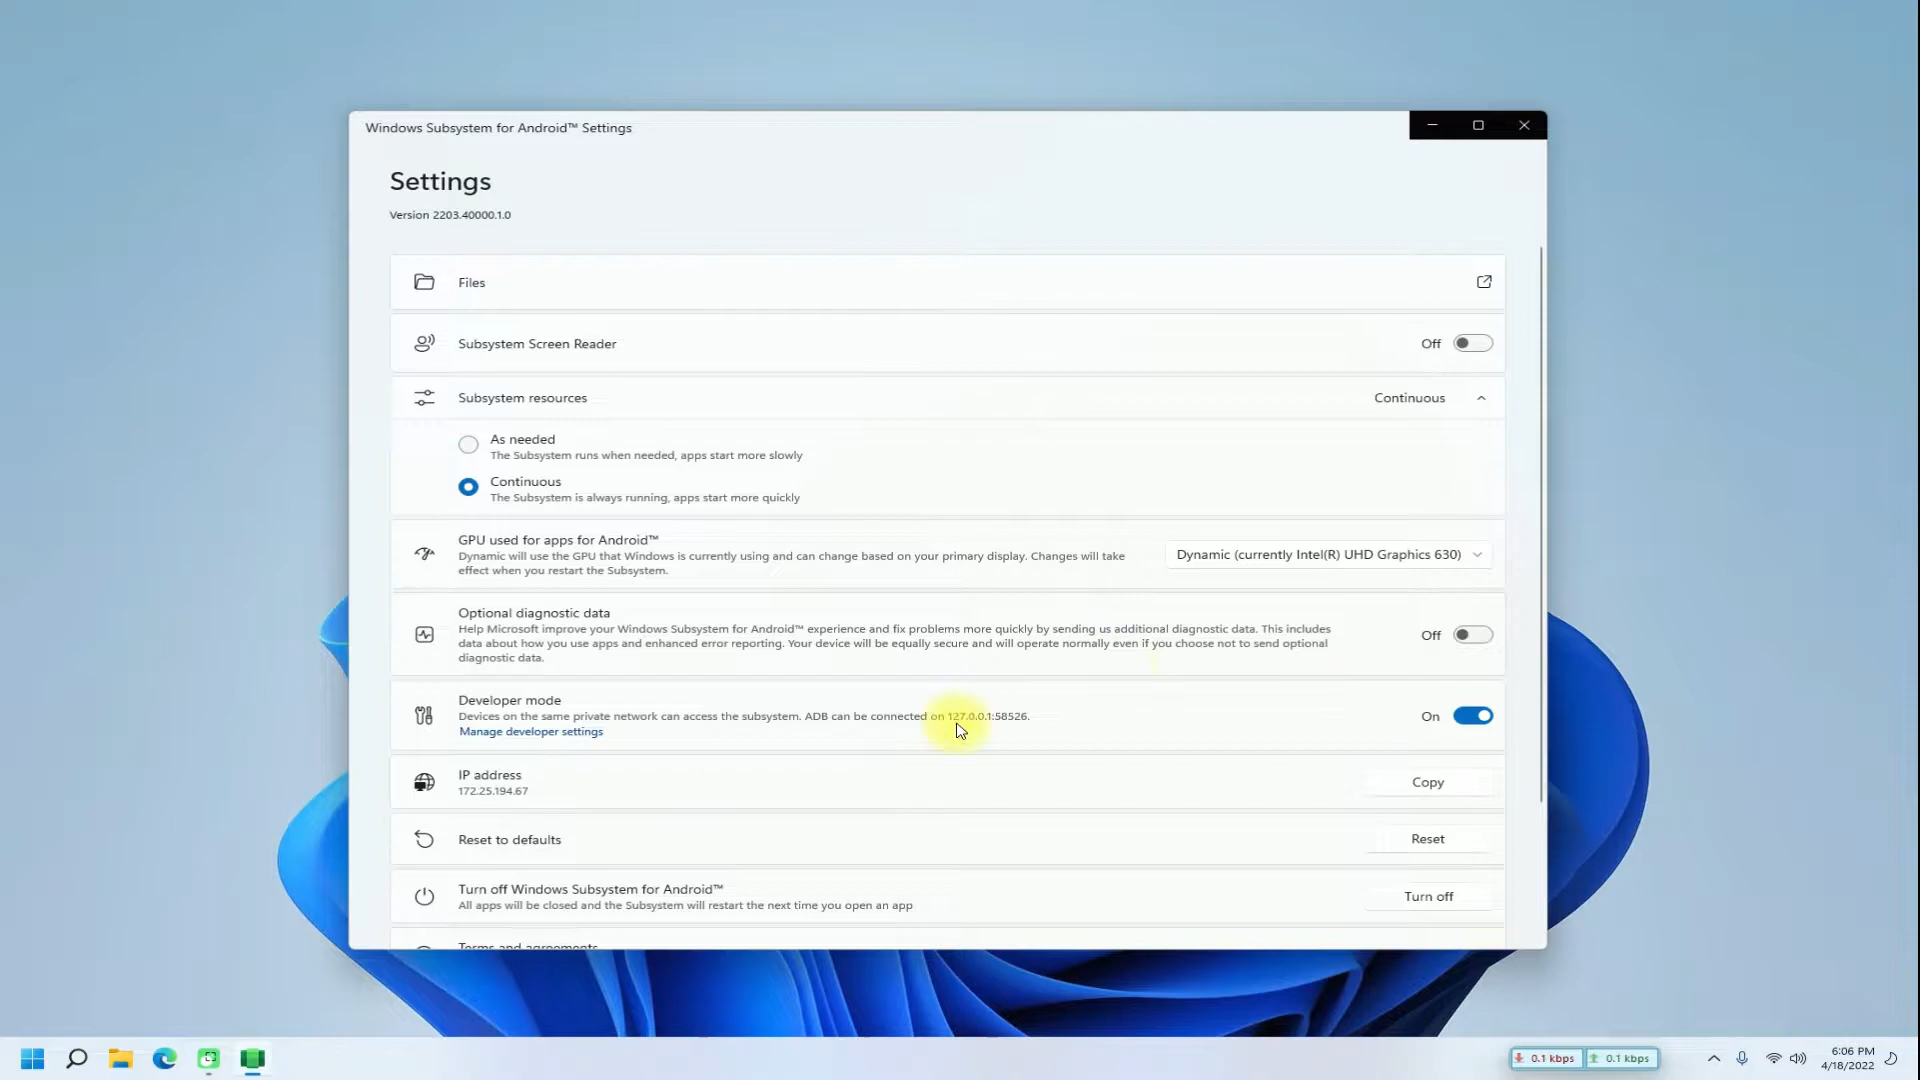 Windows Subsystem for Android™ Settings
Settings
Version 2203.40000.1.0
Files
Subsystem Screen Reader
Off
Subsystem resources
Continuous
As needed
The Subsystem runs when needed, apps start more slowly
Continuous
The Subsystem is always running, apps start more quickly
GPU used for apps for Android™
Dynamic will use the GPU that Windows is currently using and can change based on your primary display. Changes will take
effect when you restart the Subsystem.
Dynamic (currently Intel(R) UHD Graphics 630)
Optional diagnostic data
Help Microsoft improve your Windows Subsystem for Android™ experience and fix problems more quickly by sending us additional diagnostic data. This includes
data about how you use apps and enhanced error reporting. Your device will be equally secure and will operate normally even if you choose not to send optional
diagnostic data.
Off
Developer mode
Devices on the same private network can access the subsystem. ADB can be connected on 127.0.0.1:58526.
Manage developer settings
On
IP address
172.25.194.67
Copy
Reset to defaults
Reset
Turn off Windows Subsystem for Android™
All apps will be closed and the Subsystem will restart the next time you open an app
Turn off
Terms and agreements
0.1 kbps
0.1 kbps
6:06 PM
4/18/2022